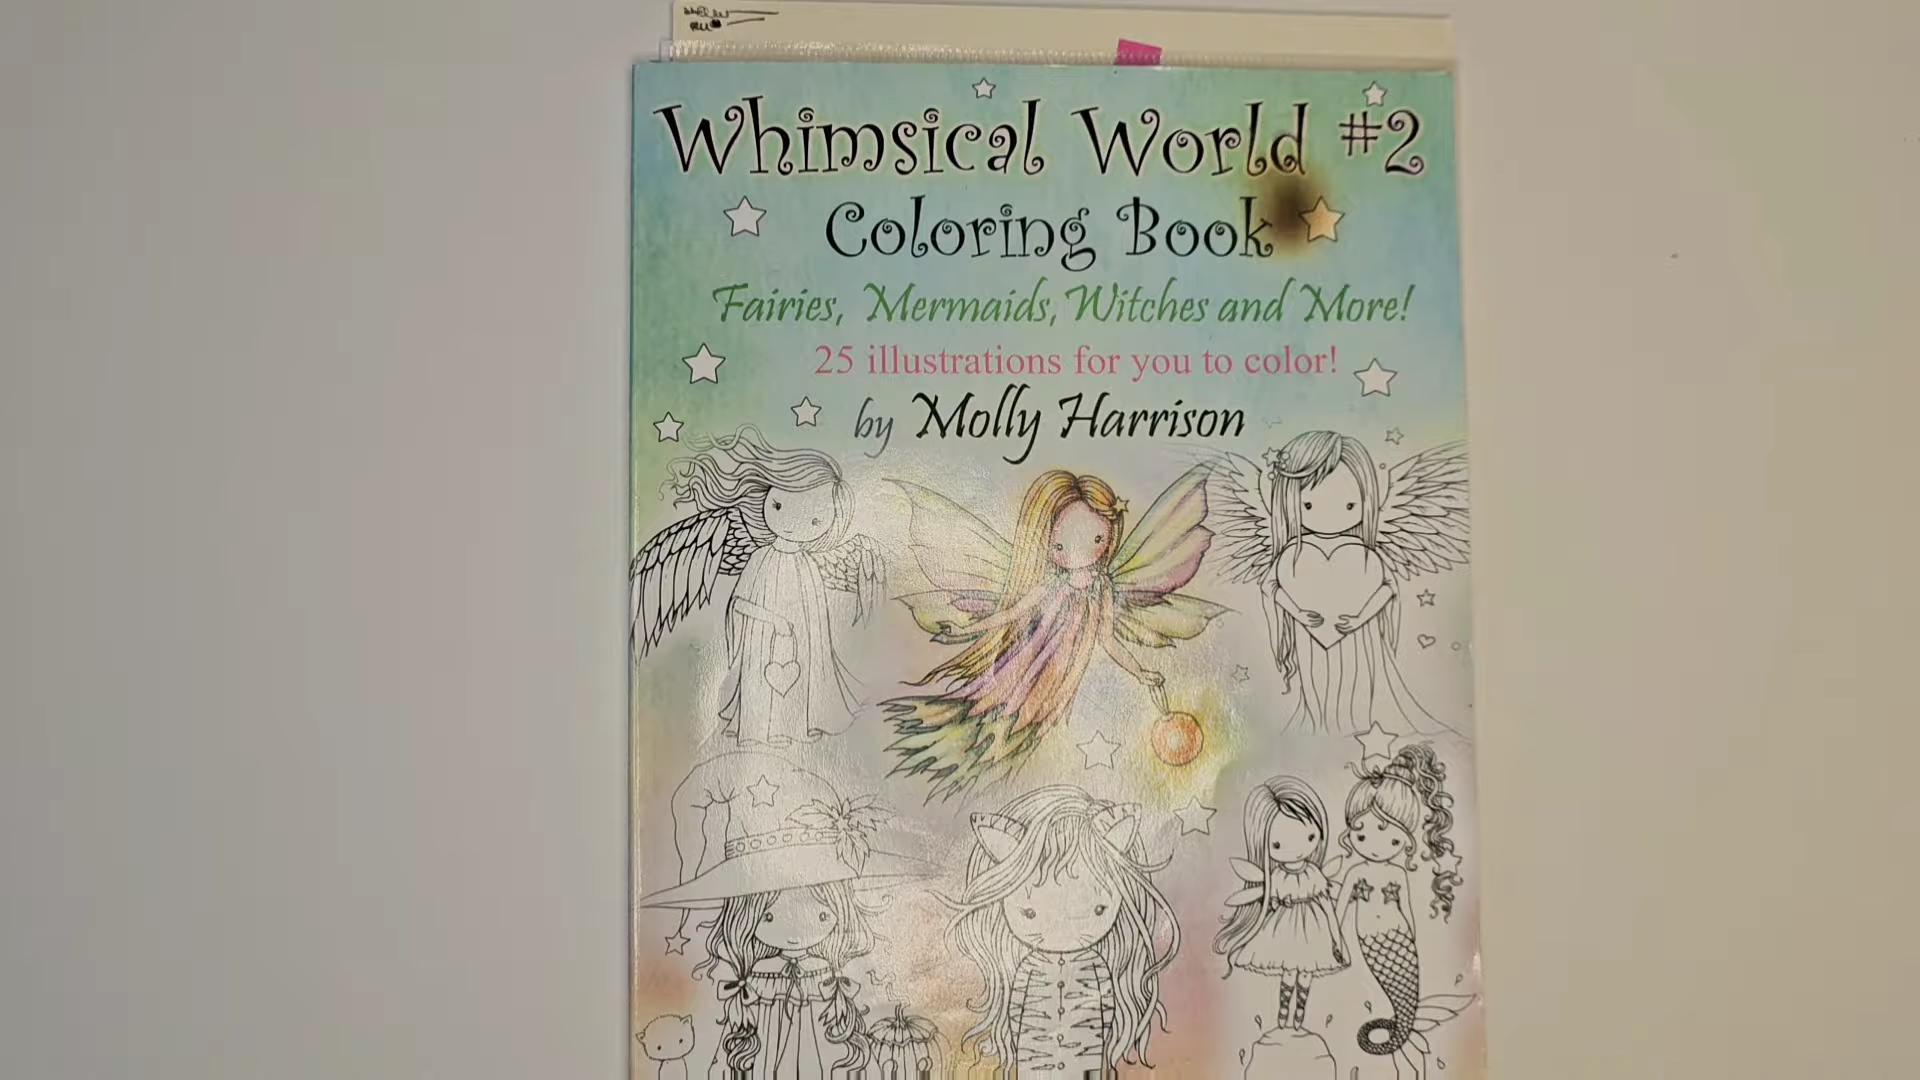 Whimsical World #2
Coloring Book
Fairies, Mermaids, Witches and More!
25 illustrations for you to color!
by Molly Harrison